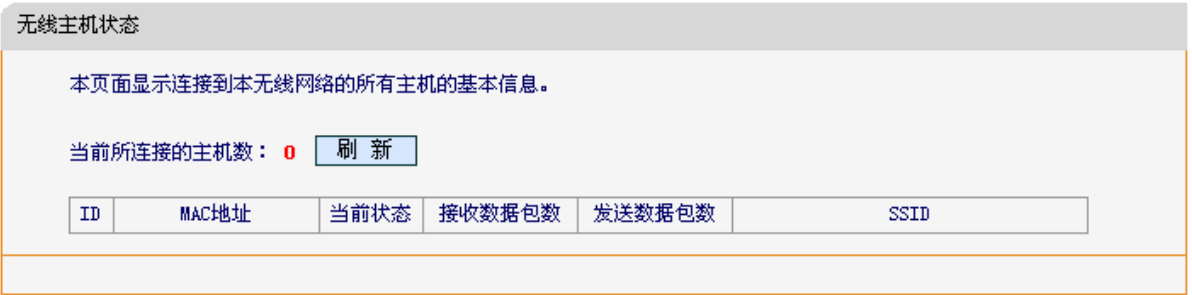 无线主机状态
本页面显示连接到本无线网络的所有主机的基本信息。
当前所连接的主机数： 0 刷 新
ID MAC地址 当前状态 接收数据包数 发送数据包数 SSID